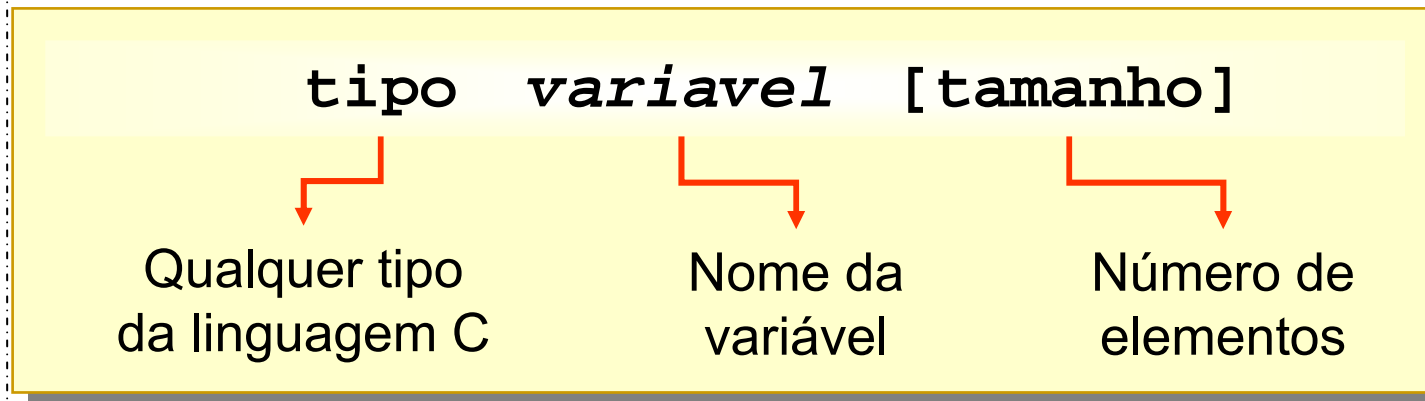 tipo variavel [tamanho]
Qualquer tipo
da linguagem C
Nome da
variável
Número de
elementos